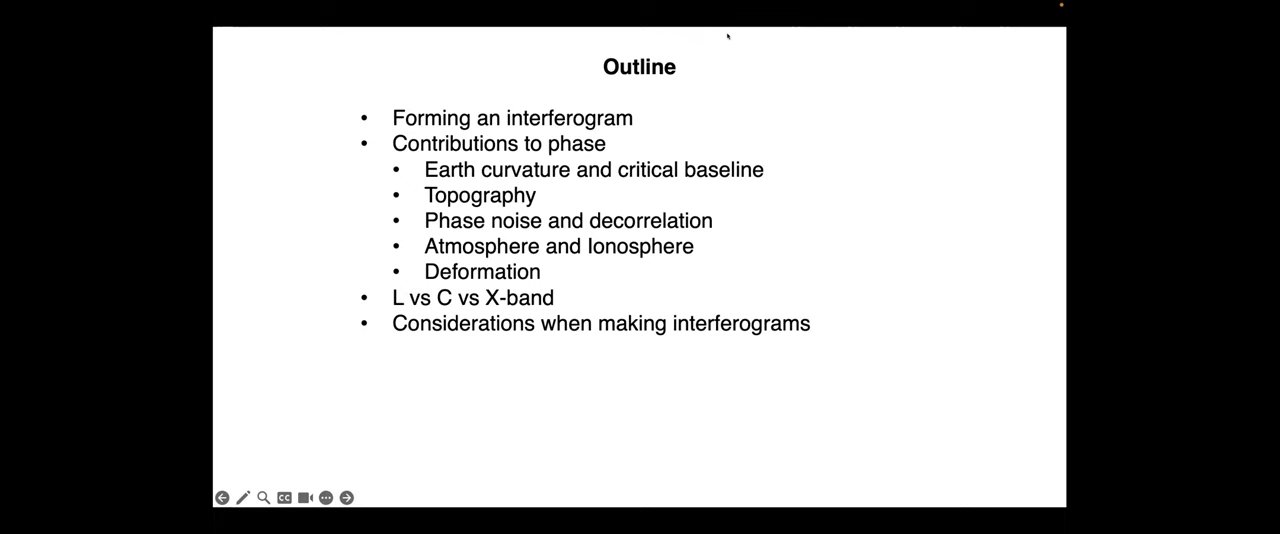 Outline
• Forming an interferogram
• Contributions to phase
• Earth curvature and critical baseline
• Topography
• Phase noise and decorrelation
• Atmosphere and Ionosphere
• Deformation
• L vs C vs X-band
• Considerations when making interferograms
CC